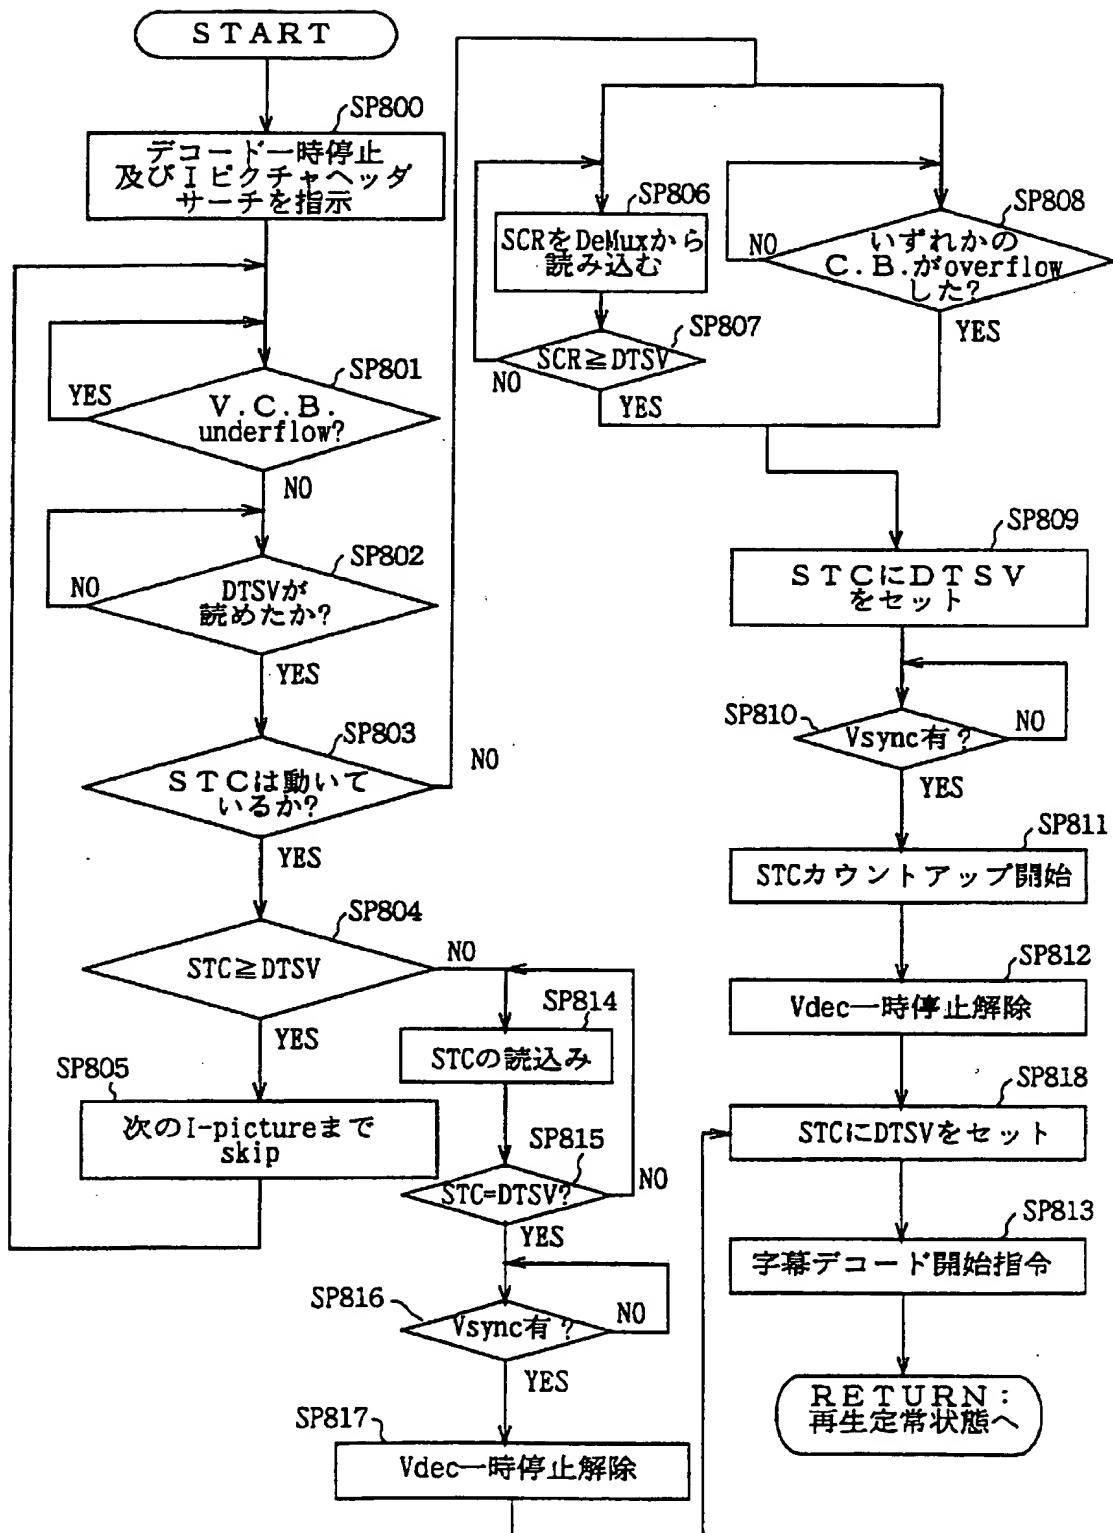 START
SP800
デコード一時停止
及びIピクチャヘッダ
サーチを指示
SP801
YES
V.C.B.
underflow?
NO
SP802
NO
DTSVが
読めたか?
YES
SP803
NO
STCは動いて
いるか?
YES
SP804
NO
STC≧DTSV
YES
SP805
次のI-pictureまで
skip
SP814
STCの読込み
SP815
STC=DTSV?
NO
YES
SP816
Vsync有?
NO
YES
SP817
Vdec一時停止解除
SP806
SCRをDeMuxから
読み込む
SP807
SCR≧DTSV
NO
YES
SP808
NO
いずれかの
C.B.がoverflow
した?
YES
SP809
STCにDTSV
をセット
SP810
Vsync有?
NO
YES
SP811
STCカウントアップ開始
SP812
Vdec一時停止解除
SP818
STCにDTSVをセット
SP813
字幕デコード開始指令
RETURN:
再生定常状態へ